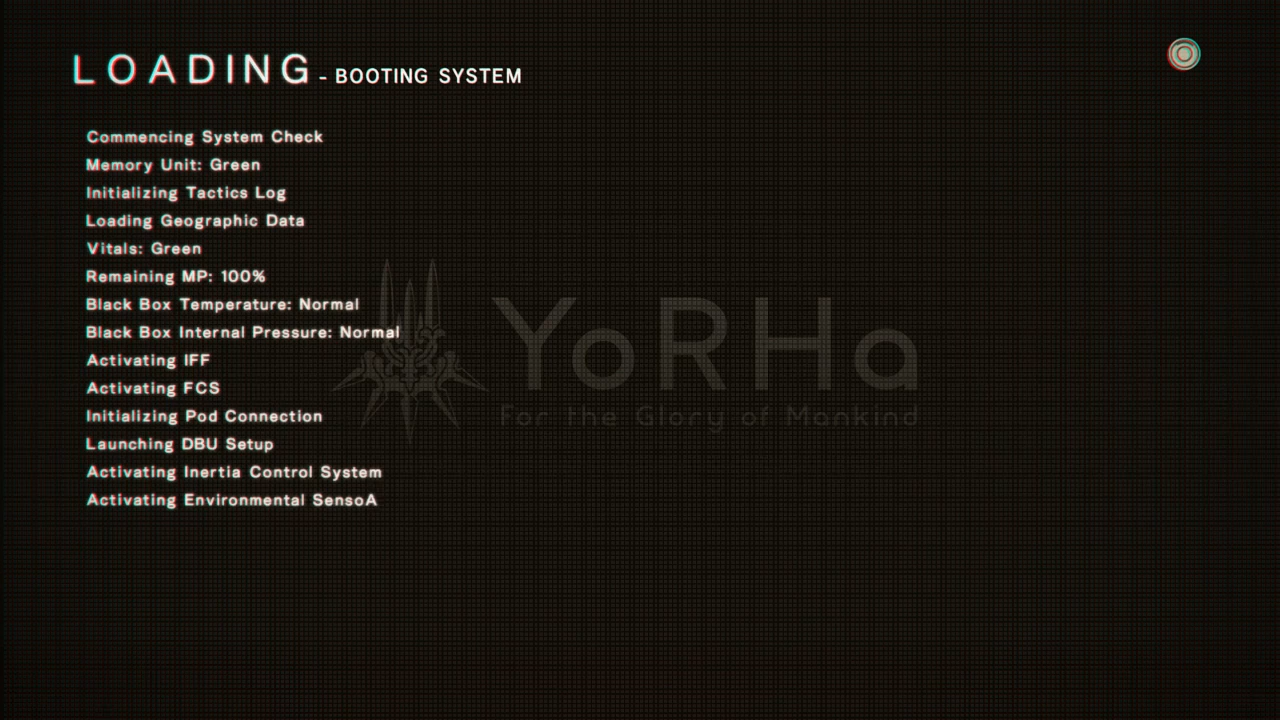 LOADING - BOOTING SYSTEM
Commencing System Check
Memory Unit: Green
Initializing Tactics Log
Loading Geographic Data
Vitals: Green
Remaining MP: 100%
Black Box Temperature: Normal
Black Box Internal Pressure: Normal
Activating IFF
Activating FCS
Initializing Pod Connection
Launching DBU Setup
Activating Inertia Control System
Activating Environmental SensoA
YoRHa
For the Glory of Mankind